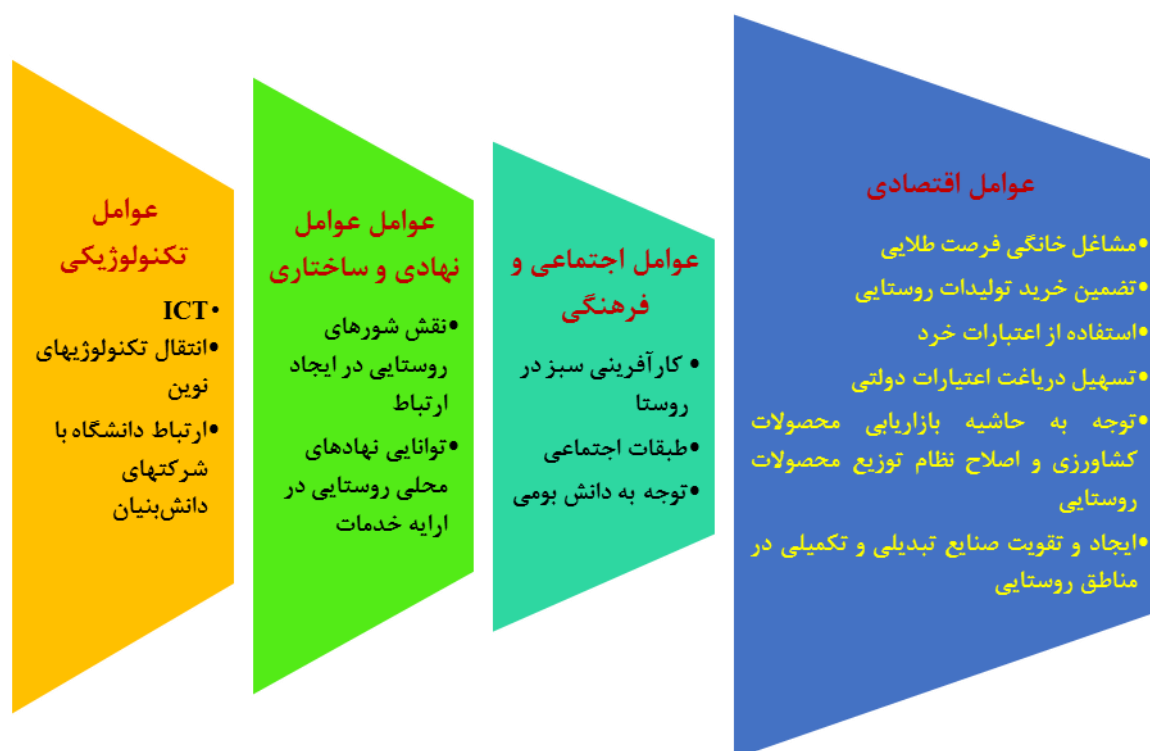 عوامل اقتصادی
•مشاغل خانگی فرصت طلایی
•تضمین خرید تولیدات روستایی
•استفاده از اعتبارات خرد
•تسهیل دریاغت اعتیارات دولتی
•توجه به حاشیه بازاریابی محصولات
کشاورزی و اصلاح نظام توزیع محصولات
روستایی
•ایجاد و تقویت صنایع تبدیلی و تکمیلی در
مناطق روستایی
عوامل اجتماعی و
فرهنگی
• کارآفرینی سبز در
روستا
•طبقات اجتماعی
•توجه به دانش بومی
عوامل عوامل
نهادی و ساختاری
•نقش شورهای
روستایی در ایجاد
ارتباط
•توانایی نهادهای
محلی روستایی در
ارایه خدمات
عوامل
تکنولوژیکی
•ICT
•انتقال تکنولوژیهای
نوین
•ارتباط دانشگاه با
شرکتهای
دانش‌بنیان